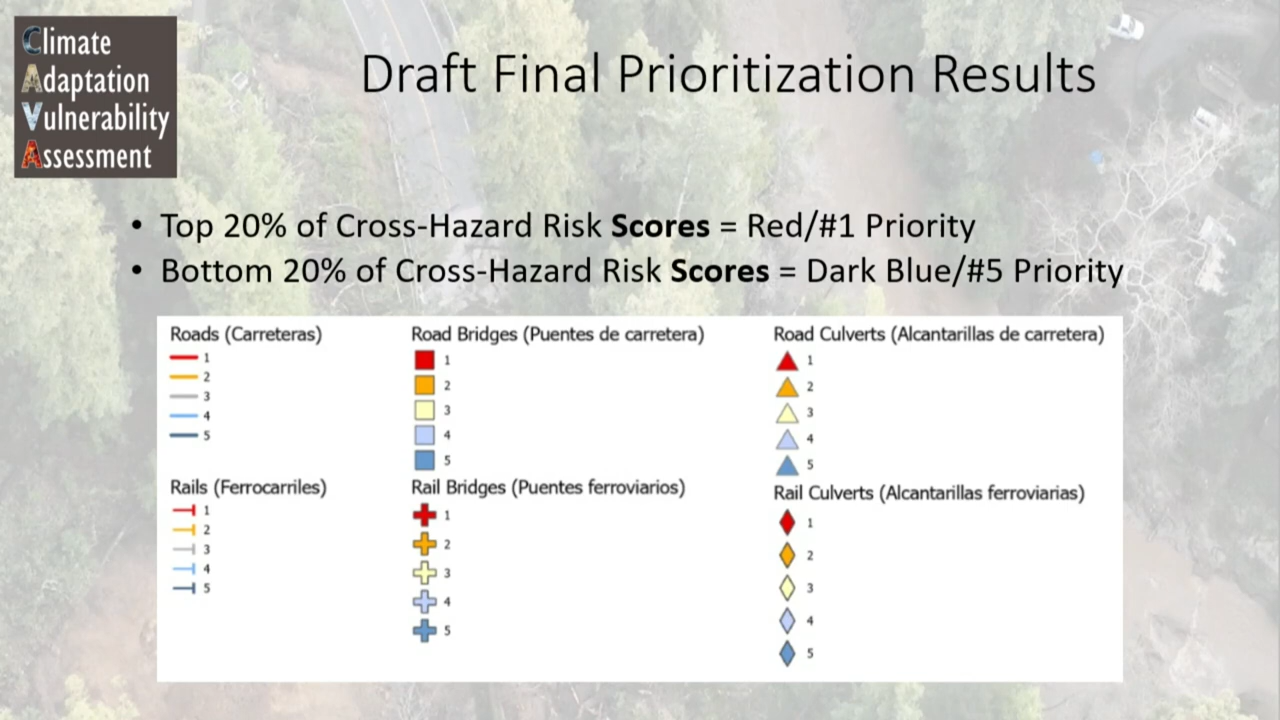 Climate
Adaptation
Vulnerability
Assessment
Draft Final Prioritization Results
• Top 20% of Cross-Hazard Risk Scores = Red/#1 Priority
• Bottom 20% of Cross-Hazard Risk Scores = Dark Blue/#5 Priority
Roads (Carreteras)
1
2
3
4
5
Road Bridges (Puentes de carretera)
1
2
3
4
5
Road Culverts (Alcantarillas de carretera)
1
2
3
4
5
Rails (Ferrocarriles)
1
2
3
4
5
Rail Bridges (Puentes ferroviarios)
1
2
3
4
5
Rail Culverts (Alcantarillas ferroviarias)
1
2
3
4
5